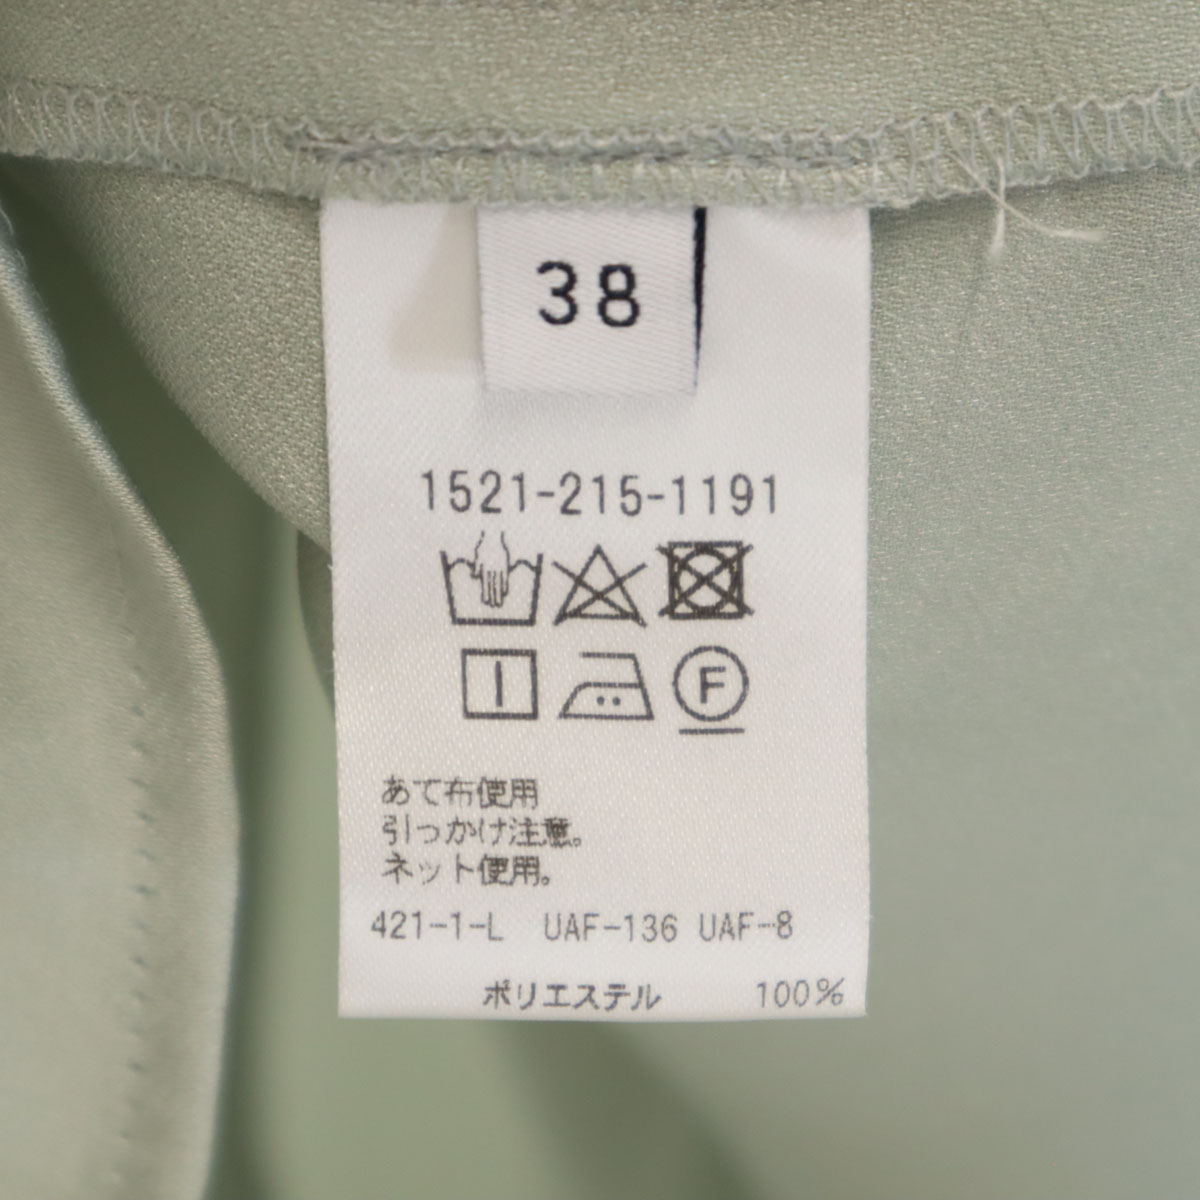 38
1521-215-1191
F
あて布使用
引っかけ注意。
ネット使用。
421-1-L UAF-136 UAF-8
ポリエステル 100%